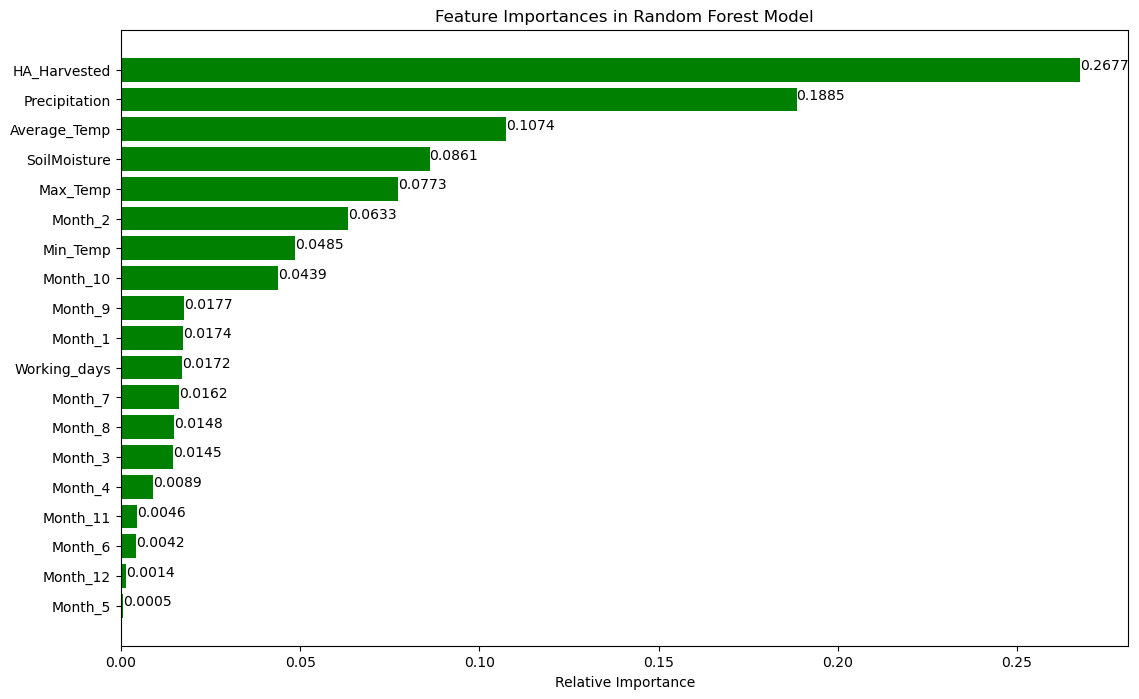 Feature Importances in Random Forest Model
HA_Harvested 0.2677
Precipitation 0.1885
Average_Temp 0.1074
SoilMoisture 0.0861
Max_Temp 0.0773
Month_2 0.0633
Min_Temp 0.0485
Month_10 0.0439
Month_9 0.0177
Month_1 0.0174
Working_days 0.0172
Month_7 0.0162
Month_8 0.0148
Month_3 0.0145
Month_4 0.0089
Month_11 0.0046
Month_6 0.0042
Month_12 0.0014
Month_5 0.0005
0.00 0.05 0.10 0.15 0.20 0.25
Relative Importance